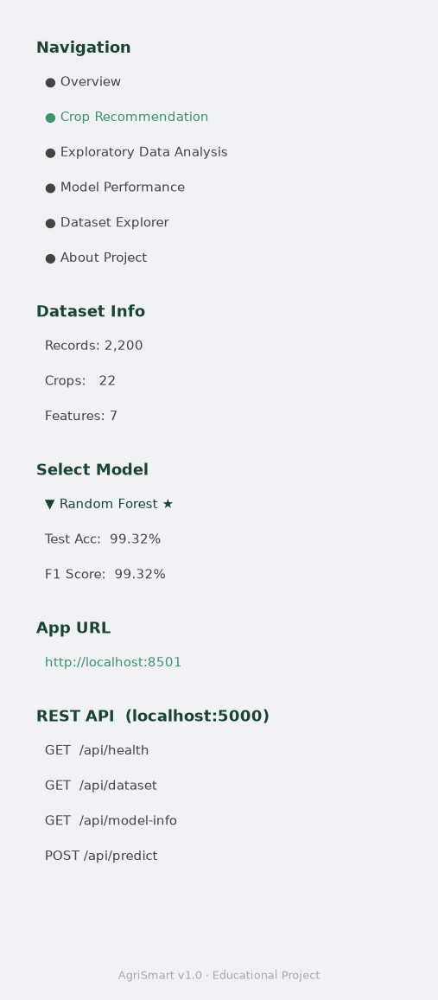 Navigation
● Overview
● Crop Recommendation
● Exploratory Data Analysis
● Model Performance
● Dataset Explorer
● About Project
Dataset Info
Records: 2,200
Crops:   22
Features: 7
Select Model
▼ Random Forest ★
Test Acc:  99.32%
F1 Score:  99.32%
App URL
http://localhost:8501
REST API  (localhost:5000)
GET  /api/health
GET  /api/dataset
GET  /api/model-info
POST /api/predict
AgriSmart v1.0 · Educational Project